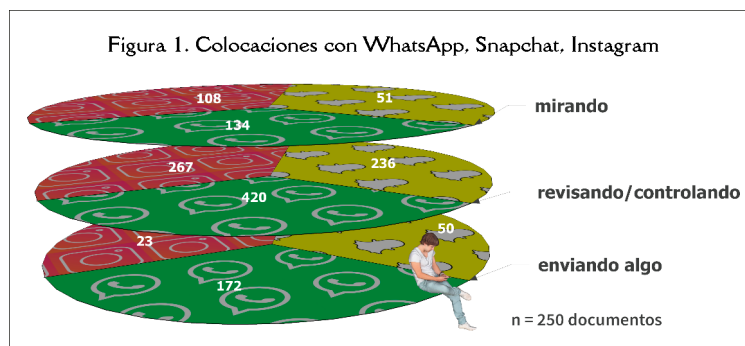 Figura 1. Colocaciones con WhatsApp, Snapchat, Instagram
108
51
134
mirando
267
236
420
revisando/controlando
23
50
172
enviando algo
n = 250 documentos